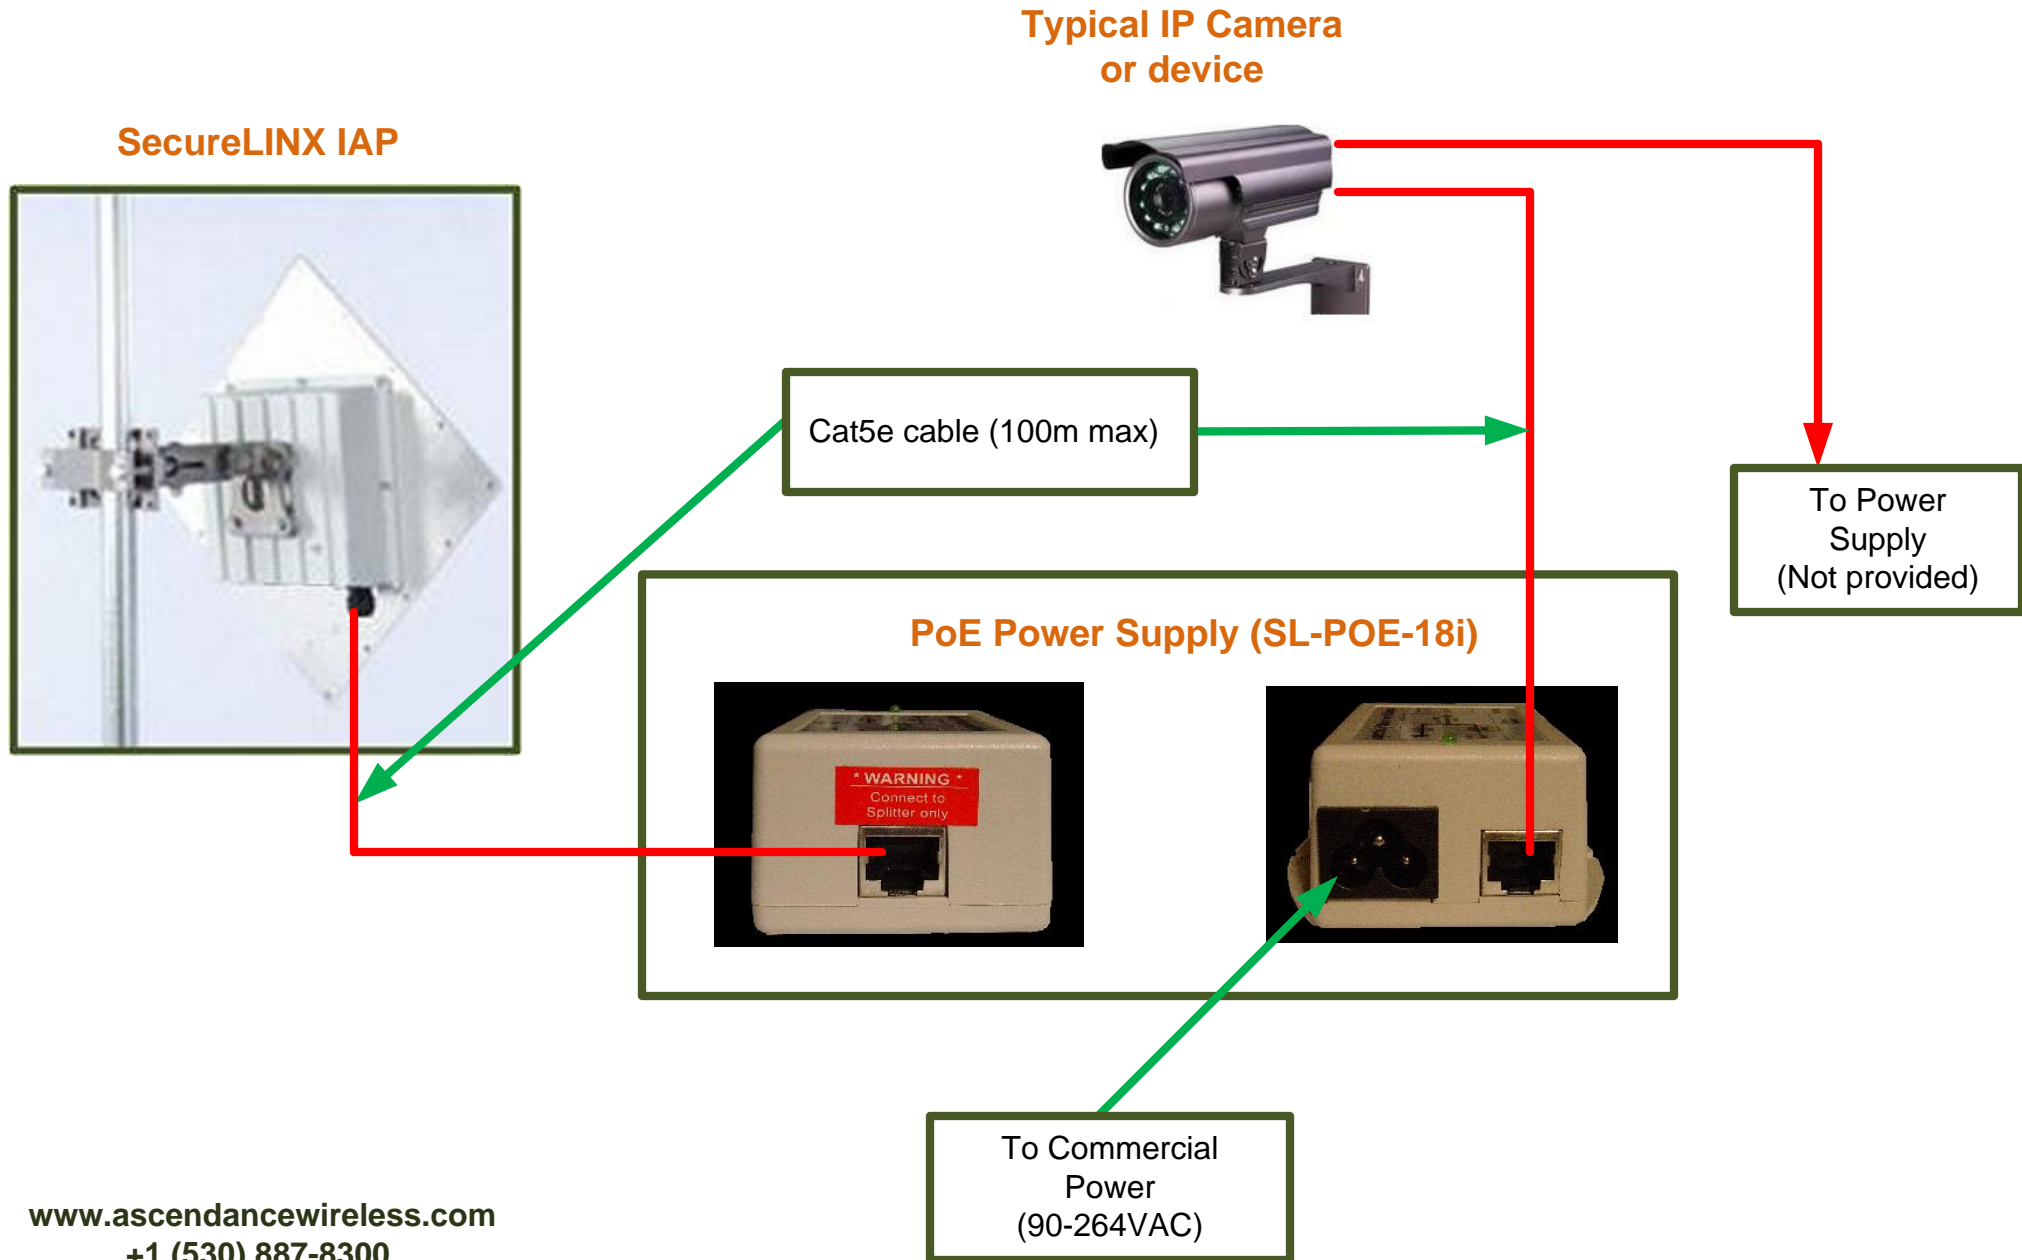 Typical IP Camera
or device
SecureLINX IAP
Cat5e cable (100m max)
To Power
Supply
(Not provided)
PoE Power Supply (SL-POE-18i)
* WARNING *
Connect to
Splitter only
To Commercial
Power
(90-264VAC)
www.ascendancewireless.com
+1 (530) 887-8300